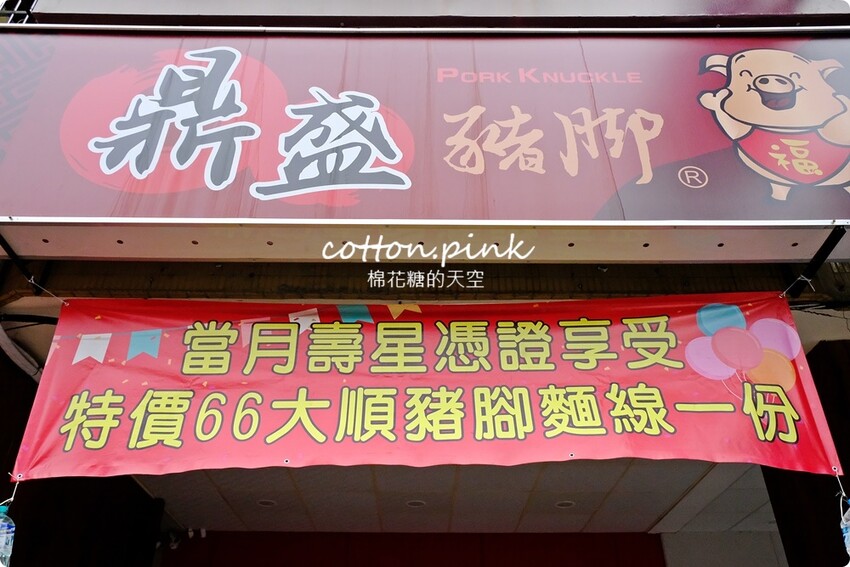 鼎盛 豬脚 ®
PORK KNUCKLE
福
cotton.pink
棉花糖的天空
當月壽星憑證享受
特價66大順豬腳麵線一份